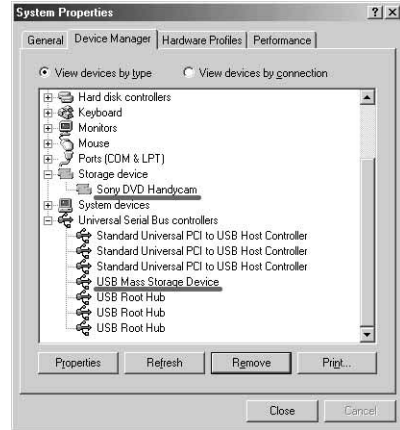 System Properties
General Device Manager Hardware Profiles Performance
View devices by type View devices by connection
Hard disk controllers
Keyboard
Monitors
Mouse
Ports (COM & LPT)
Storage device
Sony DVD Handycam
System devices
Universal Serial Bus controllers
Standard Universal PCI to USB Host Controller
Standard Universal PCI to USB Host Controller
Standard Universal PCI to USB Host Controller
USB Mass Storage Device
USB Root Hub
USB Root Hub
USB Root Hub
Properties Refresh Remove Print...
Close Cancel